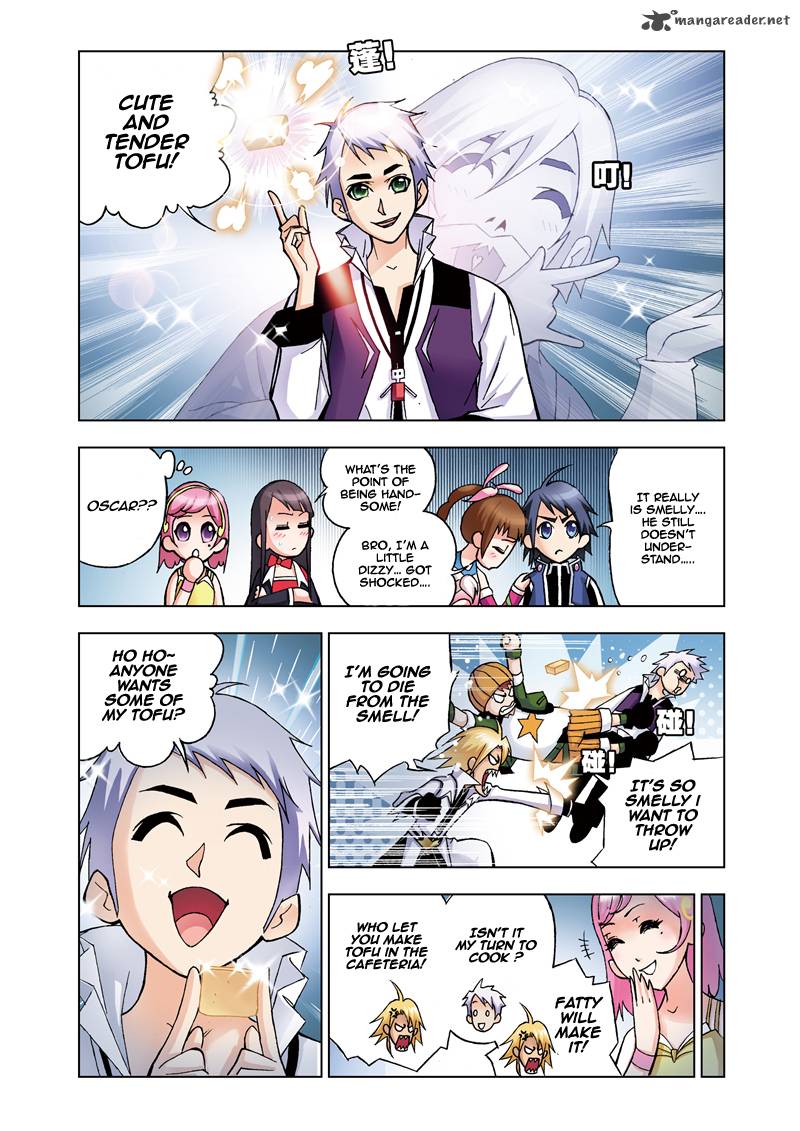 mangareader.net
蓬!
CUTE
AND
TENDER
TOFU!
叮!
OSCAR??
WHAT'S THE
POINT OF
BEING HAND-
SOME!
BRO, I'M A
LITTLE
DIZZY... GOT
SHOCKED....
IT REALLY
IS SMELLY....
HE STILL
DOESN'T
UNDER-
STAND.....
HO HO~
ANYONE
WANTS
SOME OF
MY TOFU?
I'M GOING
TO DIE
FROM THE
SMELL!
碰!
碰!
IT'S SO
SMELLY I
WANT TO
THROW
UP!
WHO LET
YOU MAKE
TOFU IN THE
CAFETERIA!
ISN'T IT
MY TURN TO
COOK ?
FATTY
WILL
MAKE
IT!